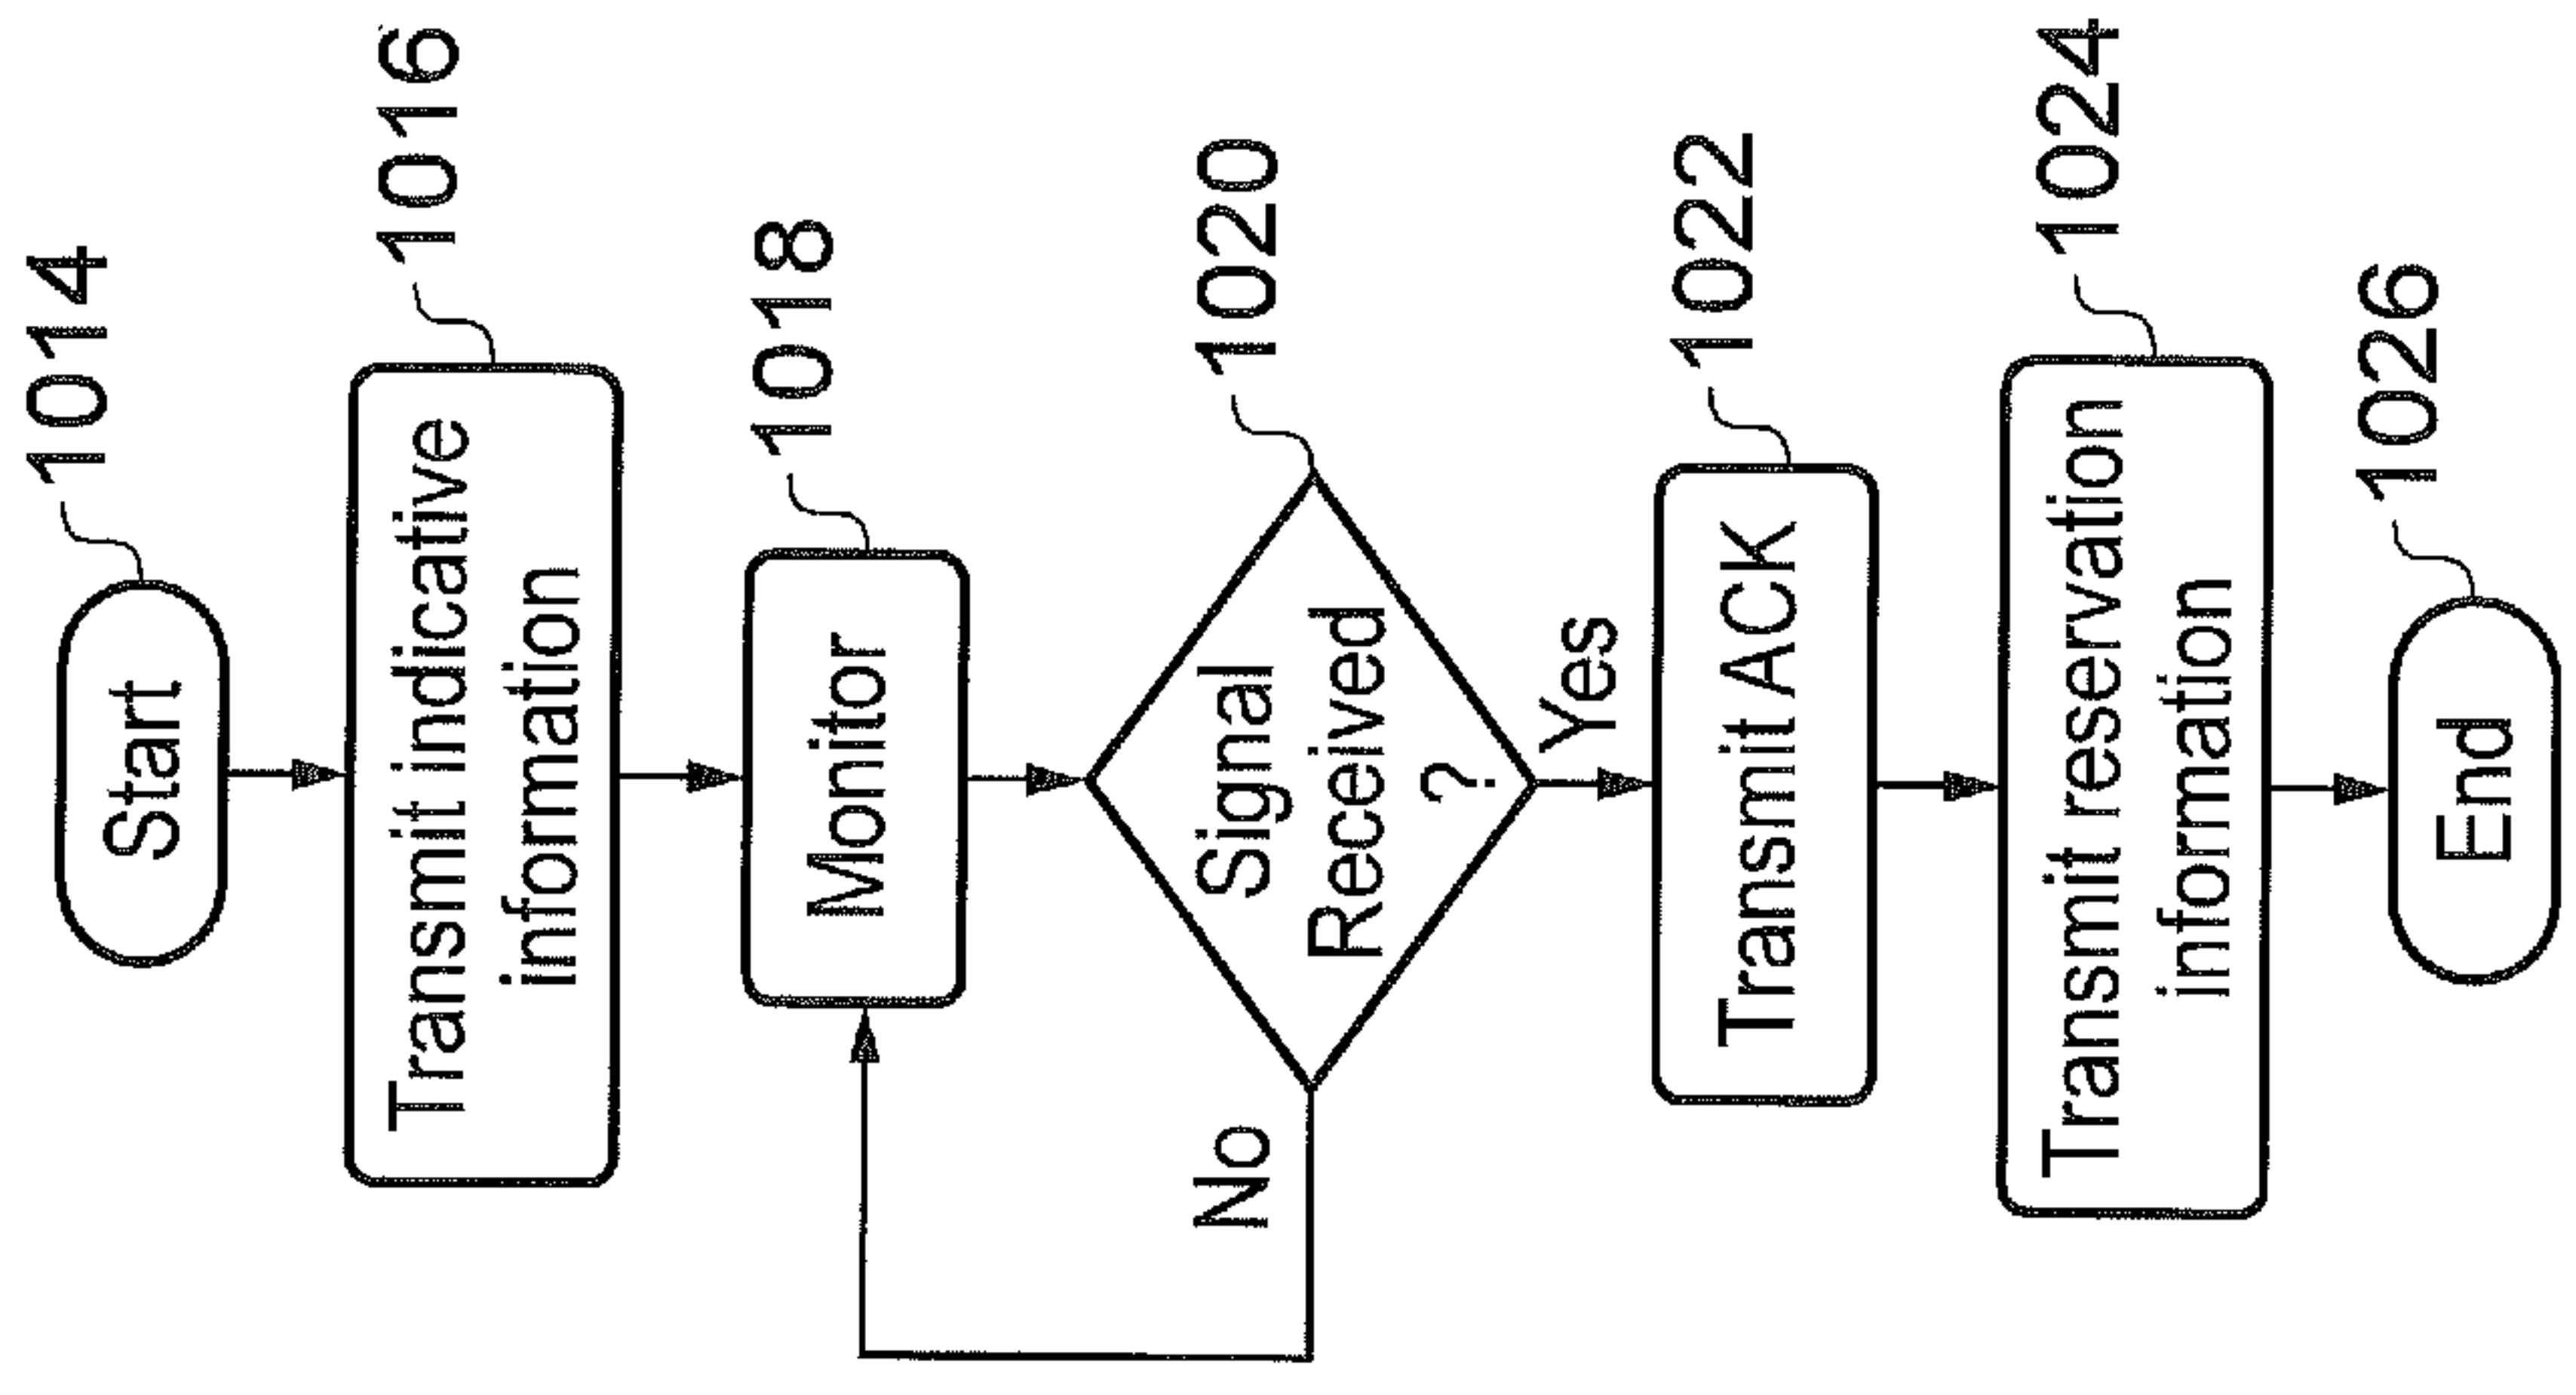 1014
Start
1016
Transmit indicative
information
1018
Monitor
1020
Signal
Received
?
No
Yes
1022
Transmit ACK
1024
Transmit reservation
information
1026
End